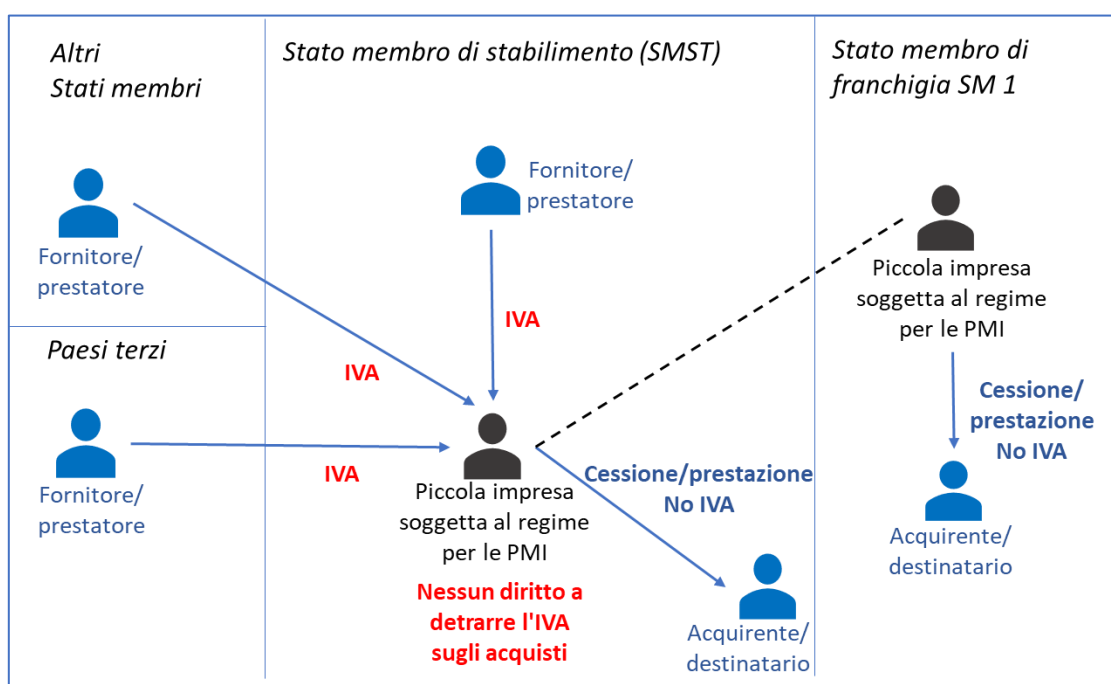 Altri
Stati membri
Fornitore/
prestatore
Paesi terzi
Fornitore/
prestatore
Stato membro di stabilimento (SMST)
Fornitore/
prestatore
IVA
IVA
IVA
Piccola impresa
soggetta al regime
per le PMI
Nessun diritto a
detrarre l'IVA
sugli acquisti
Cessione/prestazione
No IVA
Acquirente/
destinatario
Stato membro di
franchigia SM 1
Piccola impresa
soggetta al regime
per le PMI
Cessione/
prestazione
No IVA
Acquirente/
destinatario